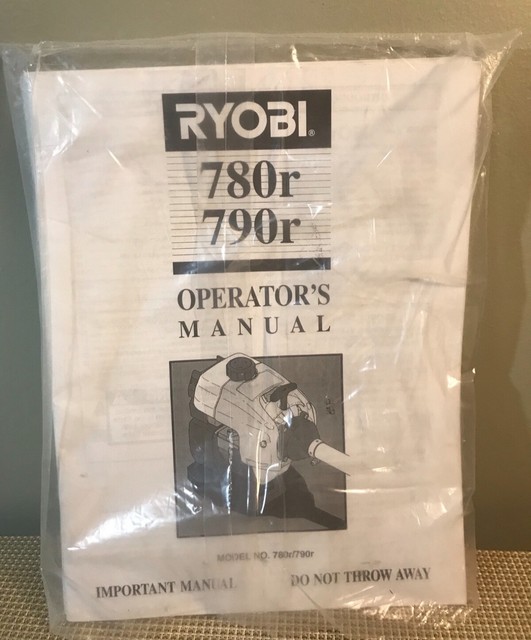 RYOBI®
780r
790r
OPERATOR'S
MANUAL
MODEL NO. 780r/790r
IMPORTANT MANUAL DO NOT THROW AWAY